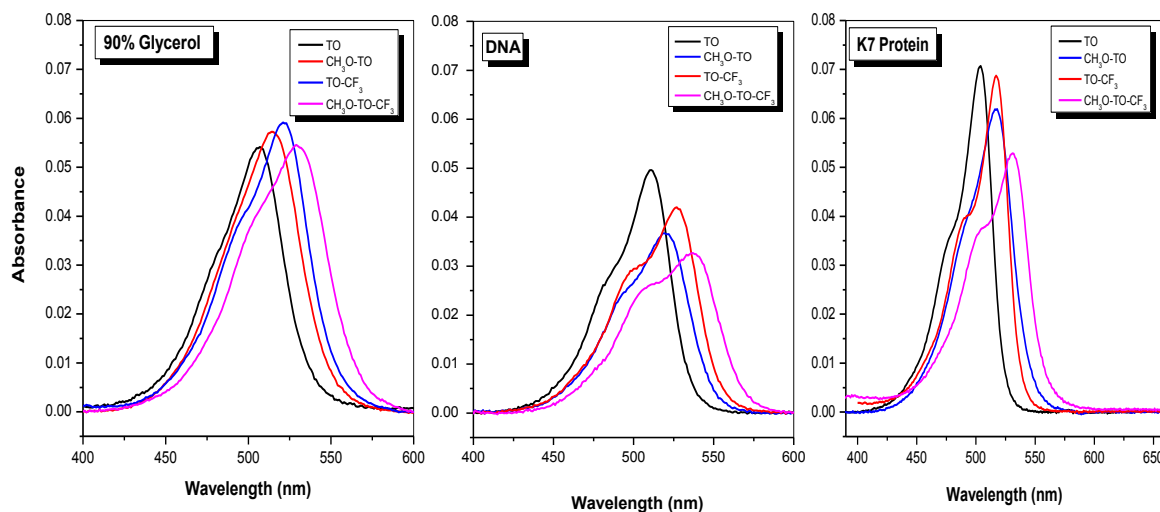 90% Glycerol
TO
CH3O-TO
TO-CF3
CH3O-TO-CF3
0.08
0.07
0.06
0.05
0.04
0.03
0.02
0.01
0.00
400 450 500 550 600
Wavelength (nm)
Absorbance
DNA
TO
CH3O-TO
TO-CF3
CH3O-TO-CF3
0.08
0.07
0.06
0.05
0.04
0.03
0.02
0.01
0.00
400 450 500 550 600
Wavelength (nm)
K7 Protein
TO
CH3O-TO
TO-CF3
CH3O-TO-CF3
0.08
0.07
0.06
0.05
0.04
0.03
0.02
0.01
0.00
400 450 500 550 600 650
Wavelength (nm)